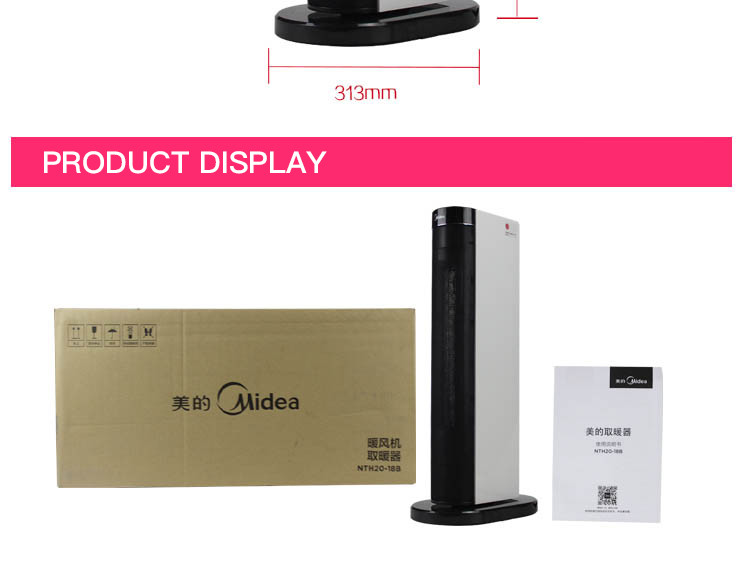 313mm
PRODUCT DISPLAY
Midea
美的 Midea
暖风机
取暖器
NTH20-18B
美的 Midea
美的取暖器
使用说明书
NTH20-18B